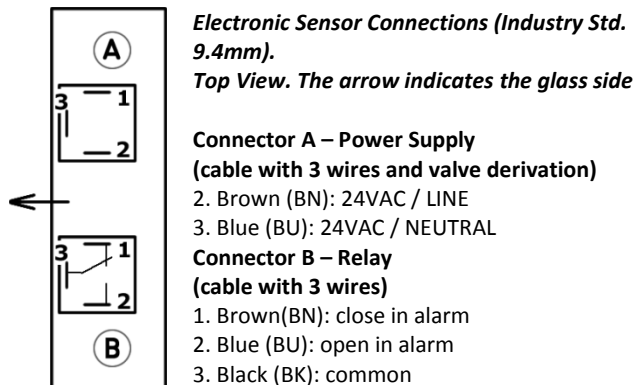 A
3 1
2
3 1
2
B
Electronic Sensor Connections (Industry Std.
9.4mm).
Top View. The arrow indicates the glass side
Connector A – Power Supply
(cable with 3 wires and valve derivation)
2. Brown (BN): 24VAC / LINE
3. Blue (BU): 24VAC / NEUTRAL
Connector B – Relay
(cable with 3 wires)
1. Brown(BN): close in alarm
2. Blue (BU): open in alarm
3. Black (BK): common